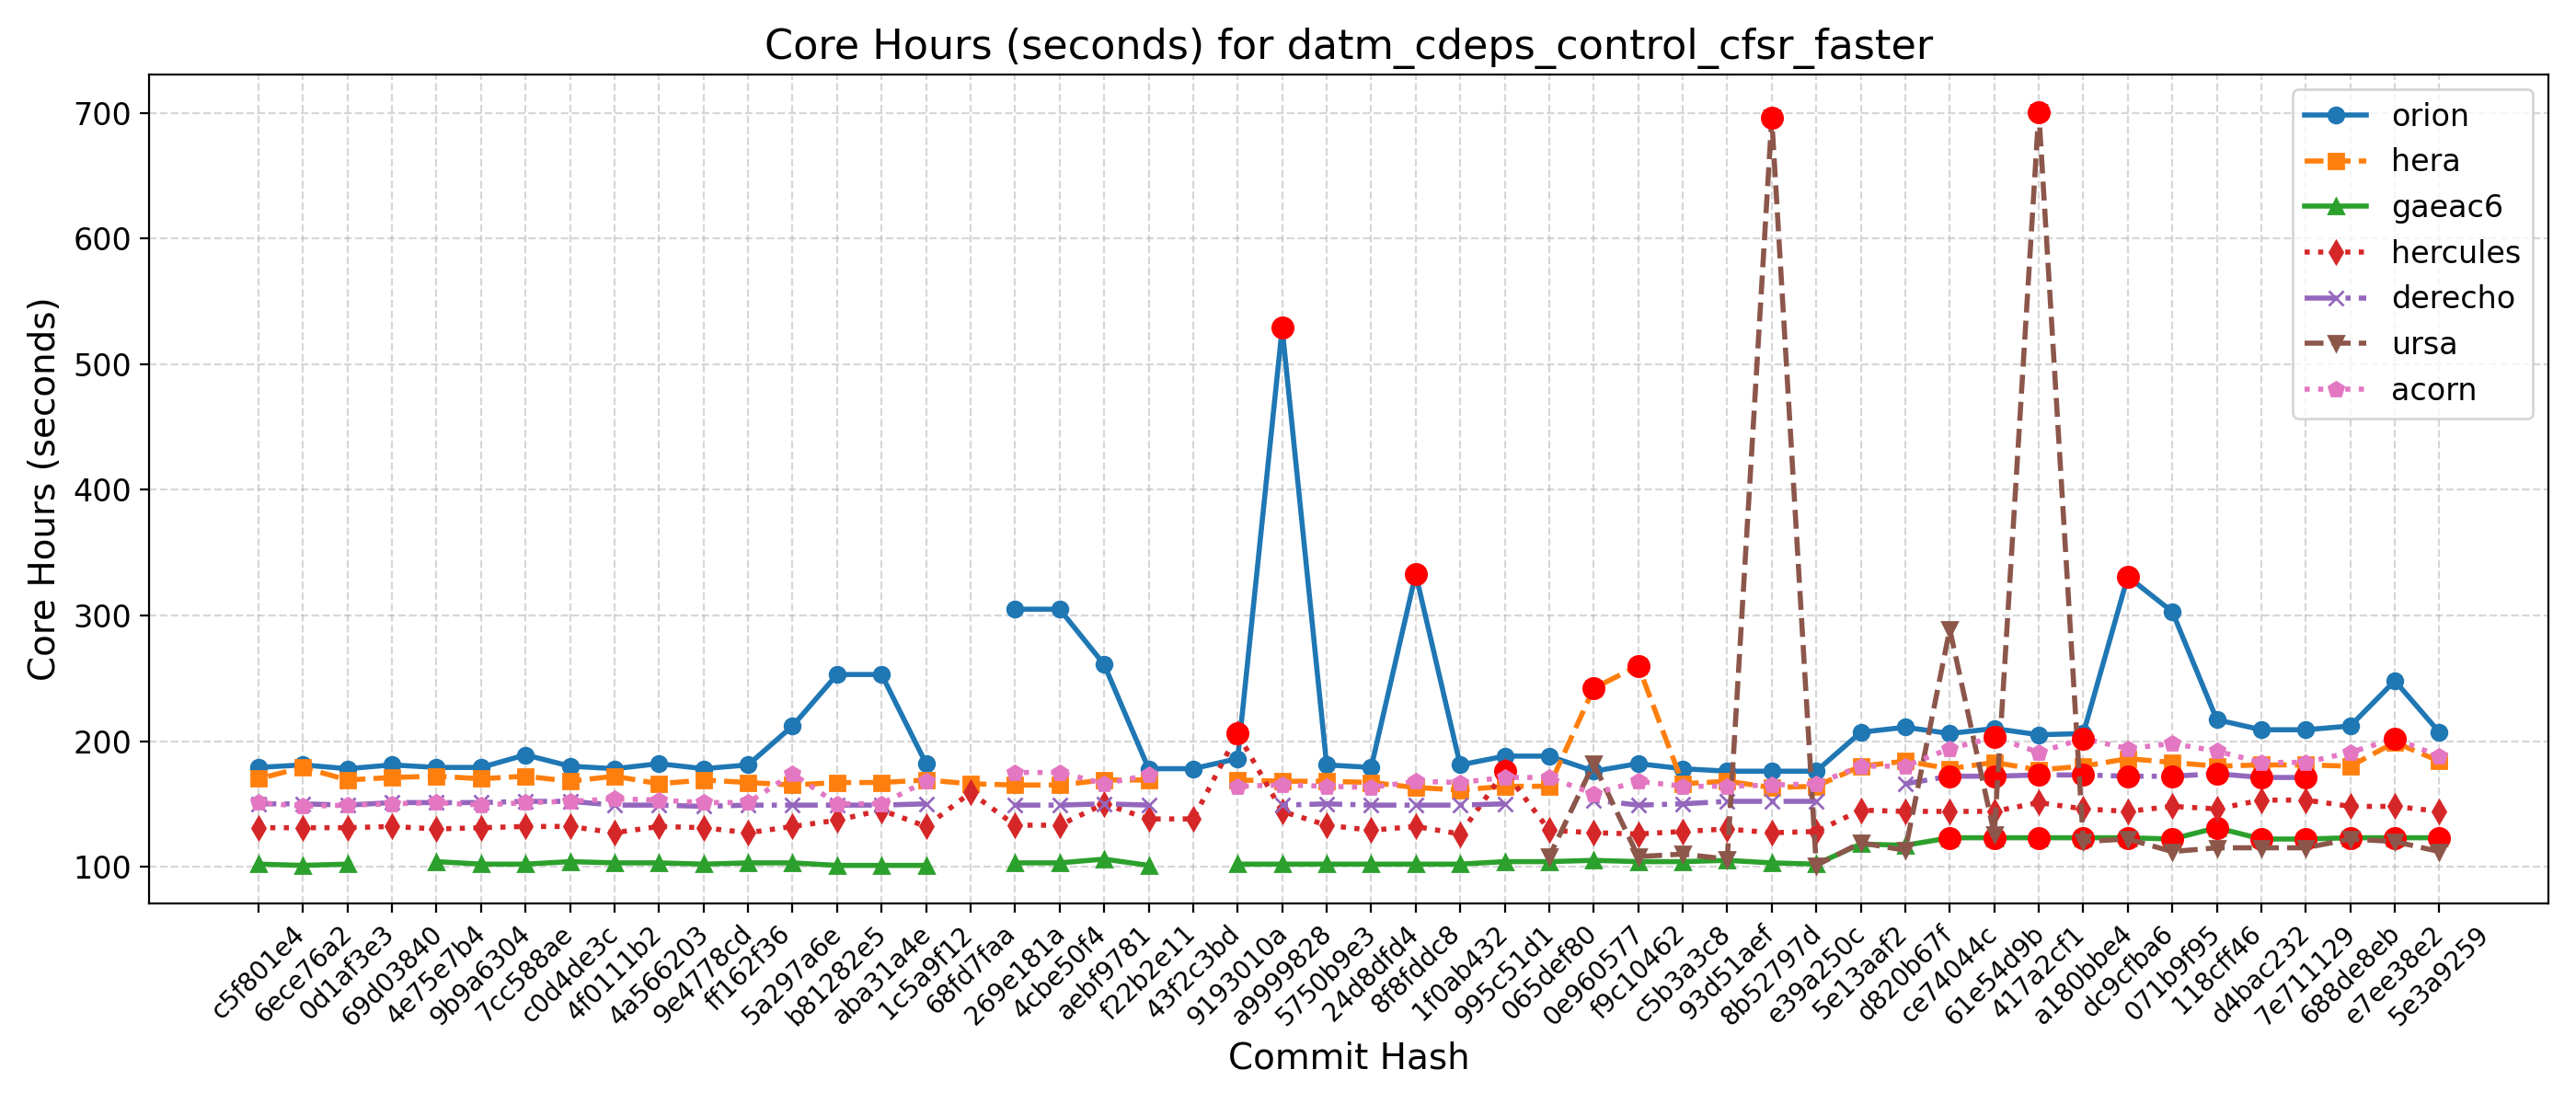 Core Hours (seconds) for datm_cdeps_control_cfsr_faster
Core Hours (seconds)
700
600
500
400
300
200
100
orion
hera
gaeac6
hercules
derecho
ursa
acorn
c5f801e4
6ece76a2
0d1af3e3
69d03840
4e75e7b4
9b9a6304
7cc588ae
c0d4de3c
4f0111b2
4a566203
9e4778cd
ff162f36
5a297a6e
b81282e5
aba31a4e
1c5a9f12
68fd7faa
269e181a
4cbe50f4
aebf9781
f22b2e11
43f2c3bd
9193010a
a9999828
5750b9e3
24d8dfd4
8f8fddc8
1f0ab432
995c51d1
065def80
0e960577
f9c10462
c5b3a3c8
93d51aef
8b52797d
e39a250c
5e13aaf2
d820b67f
ce74044c
61e54d9b
417a2cf1
a180bbe4
dc9cfba6
071b9f95
118cff46
d4bac232
7e711129
688de8eb
e7ee38e2
5e3a9259
Commit Hash